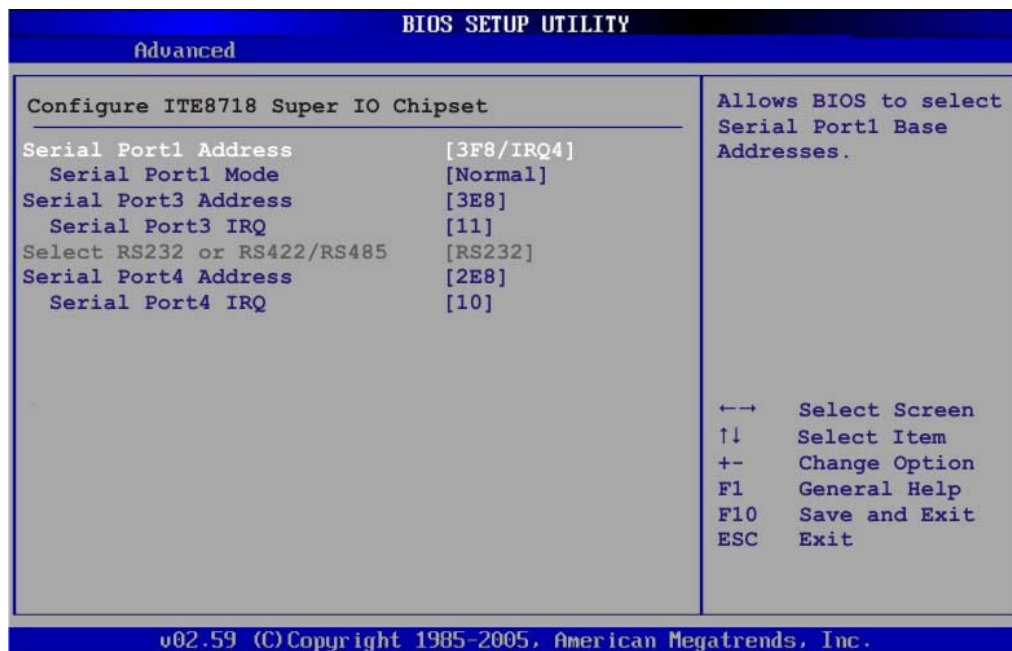 BIOS SETUP UTILITY
Advanced
Configure ITE8718 Super IO Chipset
Serial Port1 Address [3F8/IRQ4]
Serial Port1 Mode [Normal]
Serial Port3 Address [3E8]
Serial Port3 IRQ [11]
Select RS232 or RS422/RS485 [RS232]
Serial Port4 Address [2E8]
Serial Port4 IRQ [10]
Allows BIOS to select
Serial Port1 Base
Addresses.
←→ Select Screen
↑↓ Select Item
+- Change Option
F1 General Help
F10 Save and Exit
ESC Exit
v02.59 (C)Copyright 1985-2005, American Megatrends, Inc.